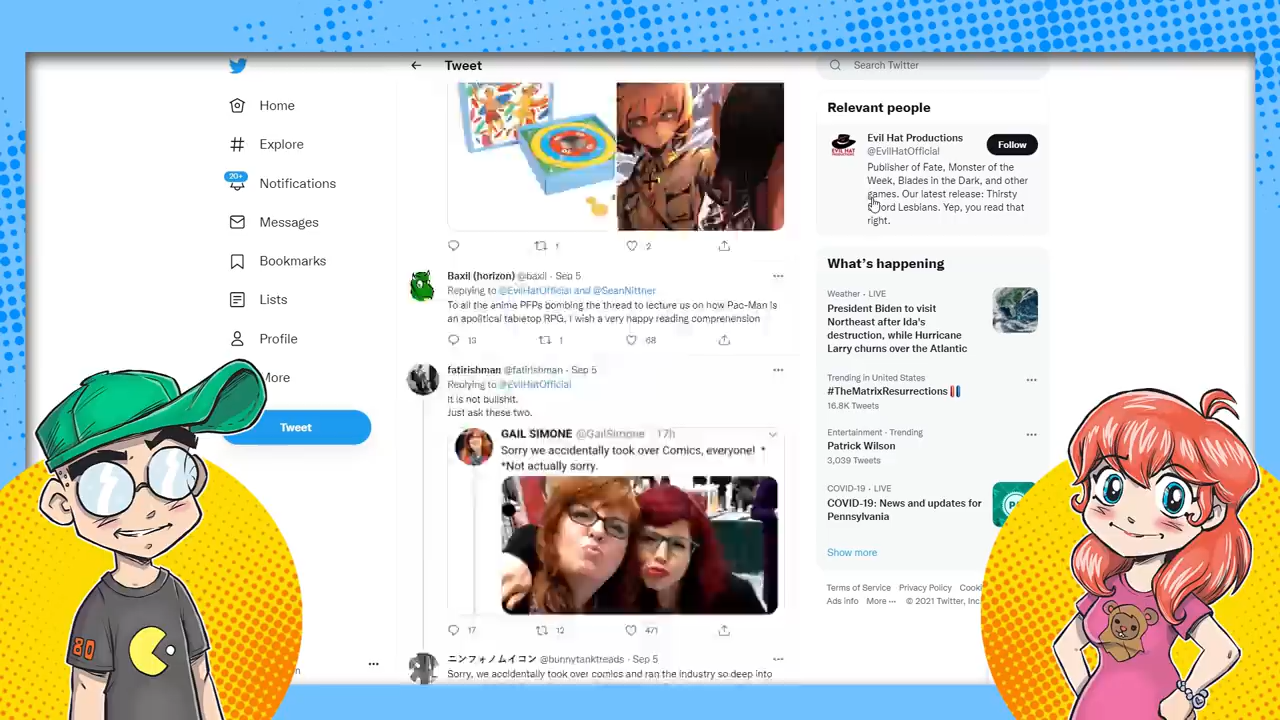 Tweet
Search Twitter
Home
Explore
20+
Notifications
Messages
Bookmarks
Lists
Profile
More
Tweet
1
2
Baxil (horizon) @baxil · Sep 5
Replying to @EvilHatOfficial and @SeanNittner
To all the anime PFPs bombing the thread to lecture us on how Pac-Man is
an apolitical tabletop RPG, I wish a very happy reading comprehension
13
1
68
fatirishman @fatirishman · Sep 5
Replying to @EvilHatOfficial
It is not bullshit.
Just ask these two.
GAIL SIMONE @GailSimone 17h
Sorry we accidentally took over Comics, everyone! *
*Not actually sorry.
17
12
471
ニンフォノムイコン @bunnytanktreads · Sep 5
Sorry, we accidentally took over comics and ran the industry so deep into
Relevant people
Evil Hat Productions
@EvilHatOfficial
Follow
EVIL HAT
Publisher of Fate, Monster of the
Week, Blades in the Dark, and other
games. Our latest release: Thirsty
Sword Lesbians. Yep, you read that
right.
What's happening
Weather · LIVE
President Biden to visit
Northeast after Ida's
destruction, while Hurricane
Larry churns over the Atlantic
Trending in United States
#TheMatrixResurrections
16.8K Tweets
Entertainment · Trending
Patrick Wilson
3,039 Tweets
COVID-19 · LIVE
COVID-19: News and updates for
Pennsylvania
Show more
Terms of Service Privacy Policy Cook
Ads info More ··· © 2021 Twitter, Inc.
80